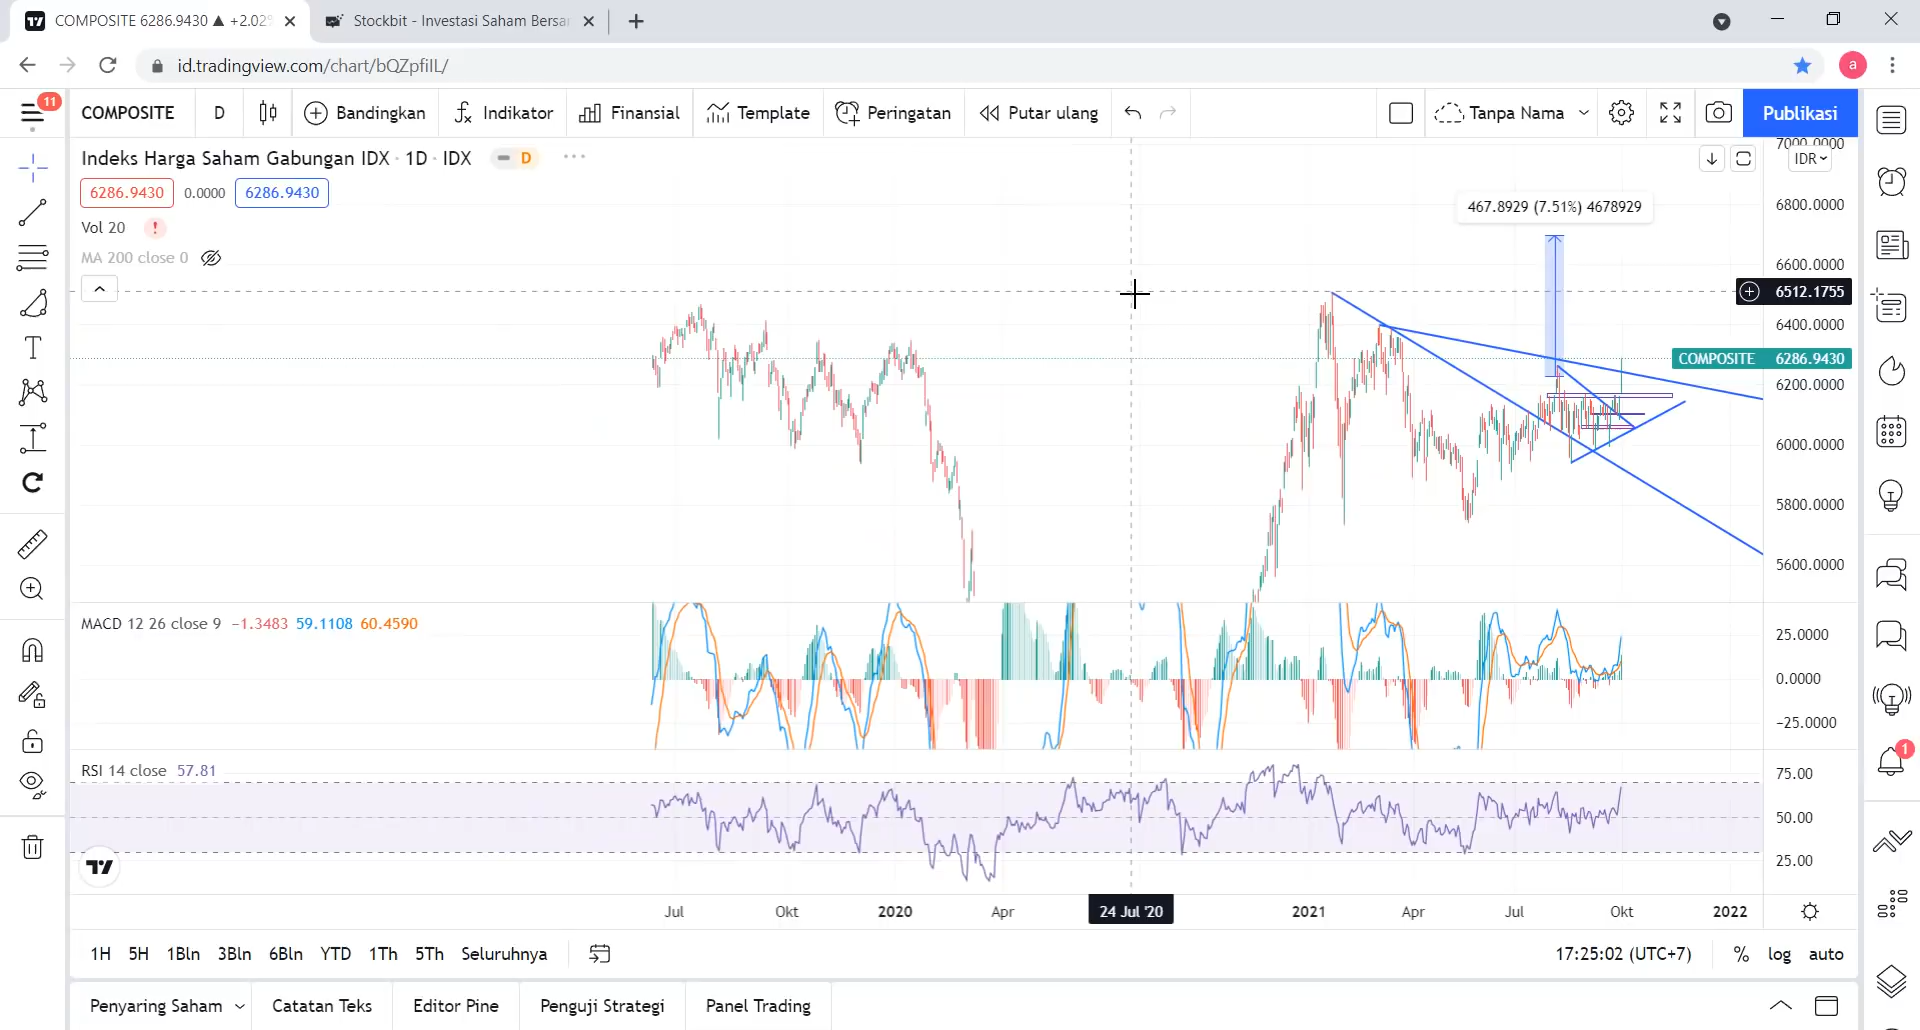 COMPOSITE 6286.9430 ▲ +2.02%
Stockbit - Investasi Saham Bersar
id.tradingview.com/chart/bQZpfiIL/
a
11
COMPOSITE D Bandingkan Indikator Finansial Template Peringatan Putar ulang Tanpa Nama Publikasi
Indeks Harga Saham Gabungan IDX · 1D · IDX D
IDR
6286.9430 0.0000 6286.9430
Vol 20 !
MA 200 close 0
467.8929 (7.51%) 4678929
7000.0000
6800.0000
6600.0000
6512.1755
6400.0000
COMPOSITE 6286.9430
6200.0000
6000.0000
5800.0000
5600.0000
MACD 12 26 close 9 −1.3483 59.1108 60.4590
25.0000
0.0000
−25.0000
RSI 14 close 57.81
75.00
50.00
25.00
Jul Okt 2020 Apr 24 Jul '20 2021 Apr Jul Okt 2022
1H 5H 1Bln 3Bln 6Bln YTD 1Th 5Th Seluruhnya 17:25:02 (UTC+7) % log auto
Penyaring Saham Catatan Teks Editor Pine Penguji Strategi Panel Trading
1